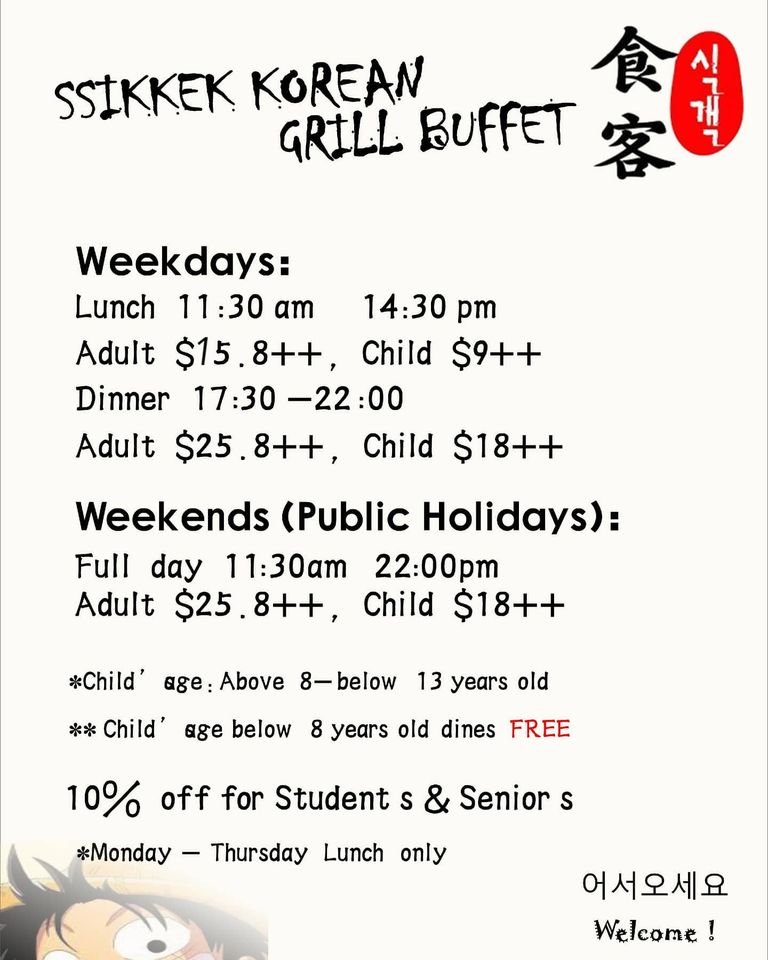 SSIKKEK KOREAN
GRILL BUFFET
食客
식객
Weekdays:
Lunch 11:30 am 14:30 pm
Adult $15.8++, Child $9++
Dinner 17:30 —22:00
Adult $25.8++, Child $18++
Weekends (Public Holidays):
Full day 11:30am 22:00pm
Adult $25.8++, Child $18++
*Child’ age: Above 8—below 13 years old
** Child’ age below 8 years old dines FREE
10% off for Student s & Senior s
*Monday — Thursday Lunch only
어서오세요
Welcome !